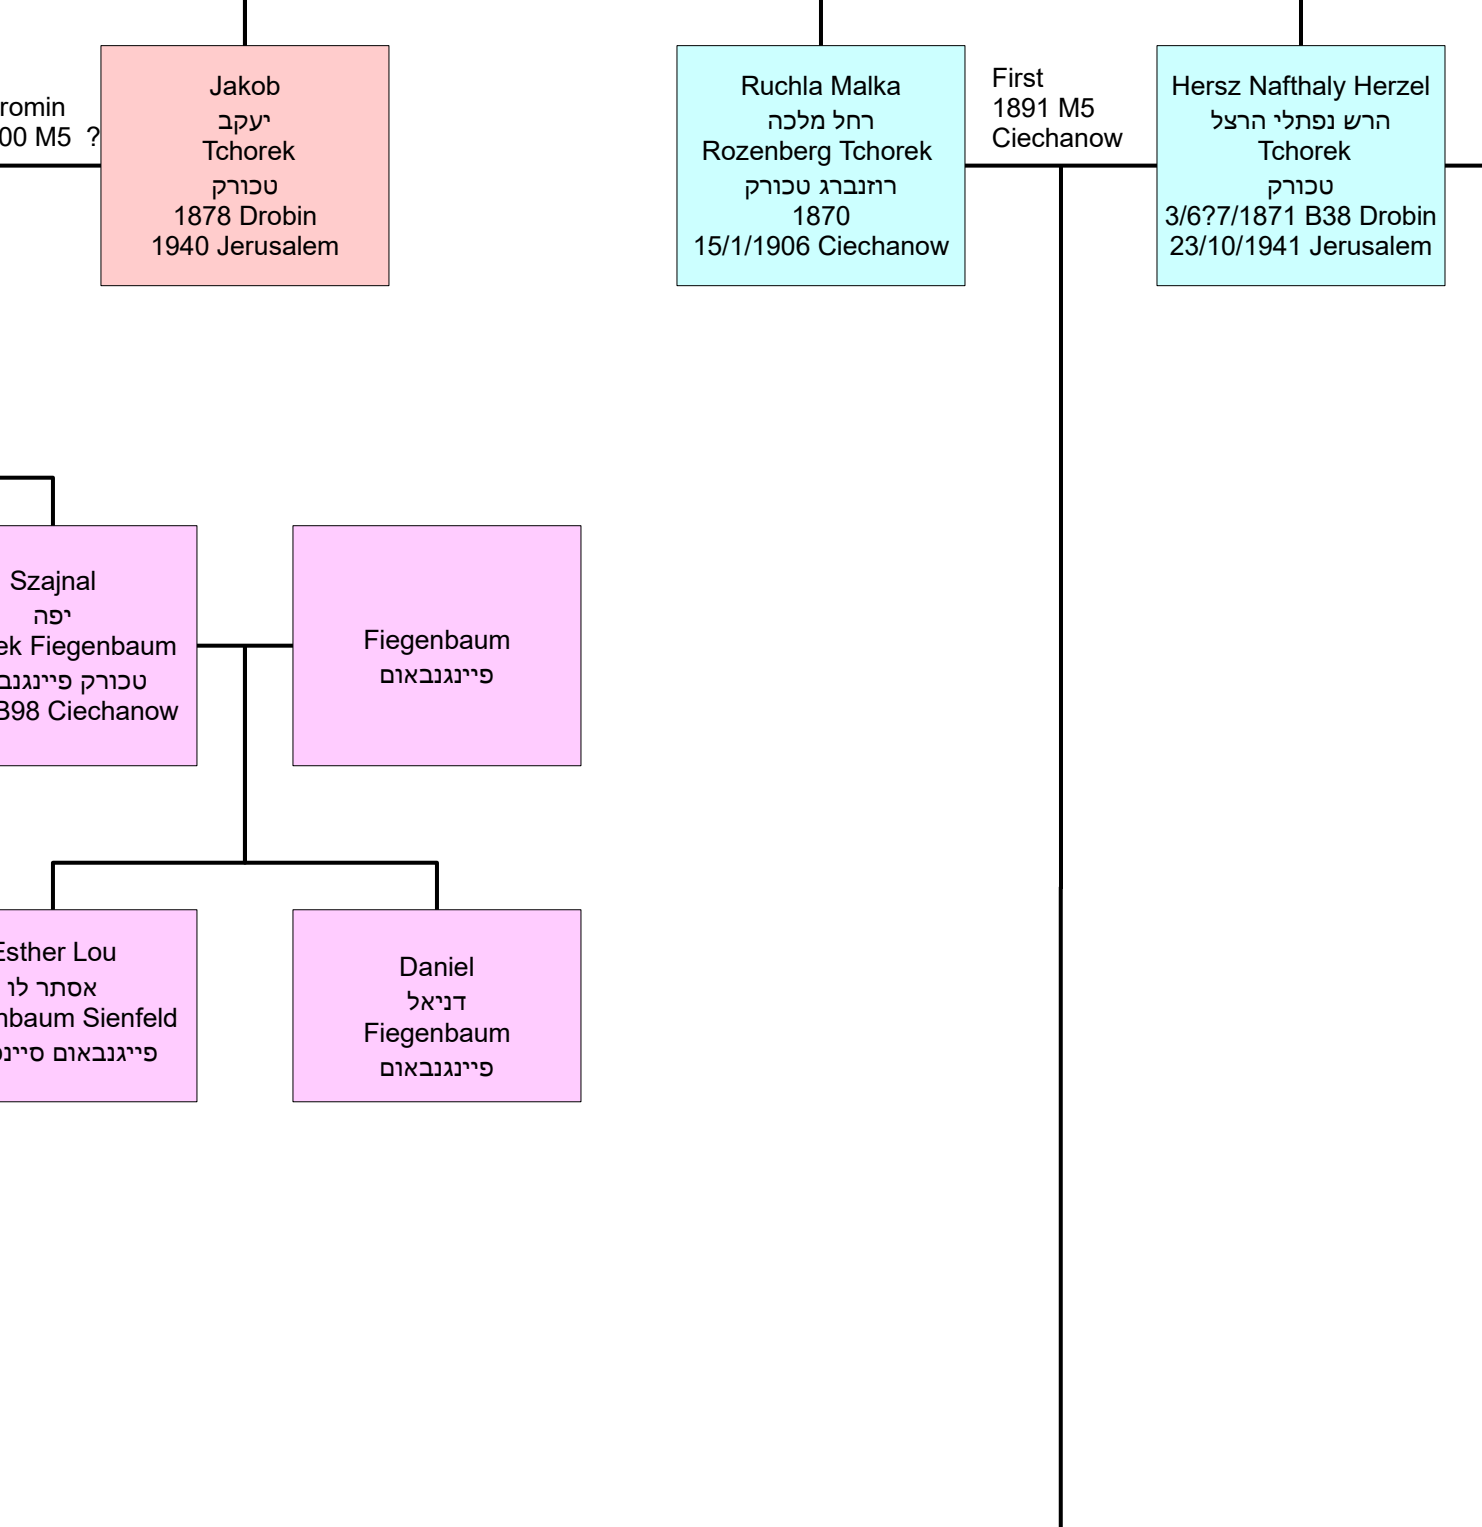 romin
00 M5 ?
Jakob
יעקב
Tchorek
טכורק
1878 Drobin
1940 Jerusalem
Ruchla Malka
רחל מלכה
Rozenberg Tchorek
רוזנברג טכורק
1870
15/1/1906 Ciechanow
First
1891 M5
Ciechanow
Hersz Nafthaly Herzel
הרש נפתלי הרצל
Tchorek
טכורק
3/6?7/1871 B38 Drobin
23/10/1941 Jerusalem
Szajnal
יפה
ek Fiegenbaum
טכורק פיינגנב
B98 Ciechanow
Fiegenbaum
פיינגנבאום
Esther Lou
אסתר לו
nbaum Sienfeld
פייגנבאום סיינ
Daniel
דניאל
Fiegenbaum
פיינגנבאום